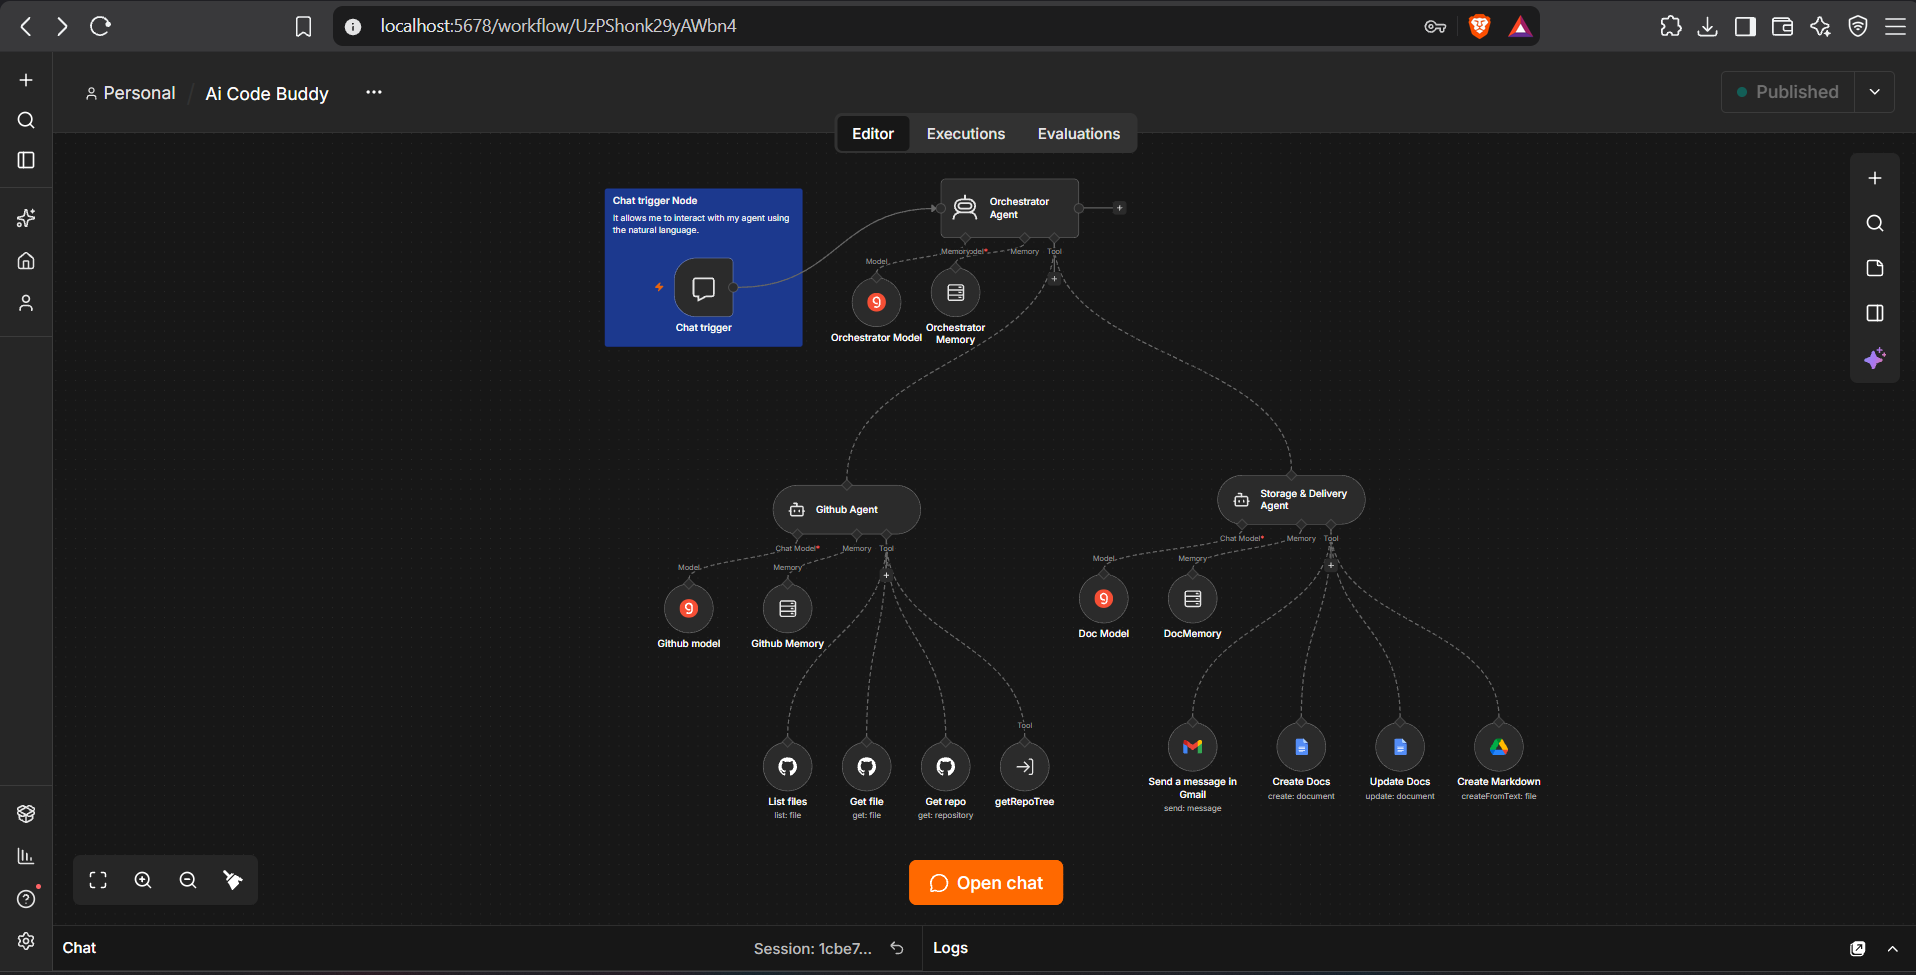 localhost:5678/workflow/UzPShonk29yAWbn4
Personal / Ai Code Buddy
Published
Editor
Executions
Evaluations
Chat trigger Node
It allows me to interact with my agent using
the natural language.
Chat trigger
Orchestrator
Agent
Memory
Memory
Tool
Model
Orchestrator Model
Orchestrator
Memory
Github Agent
Chat Model*
Memory
Tool
Model
Memory
Github model
Github Memory
Storage & Delivery
Agent
Chat Model*
Memory
Tool
Model
Memory
Doc Model
DocMemory
Tool
List files
list: file
Get file
get: file
Get repo
get: repository
getRepoTree
Send a message in
Gmail
send: message
Create Docs
create: document
Update Docs
update: document
Create Markdown
createFromText: file
Open chat
Chat
Session: 1cbe7...
Logs